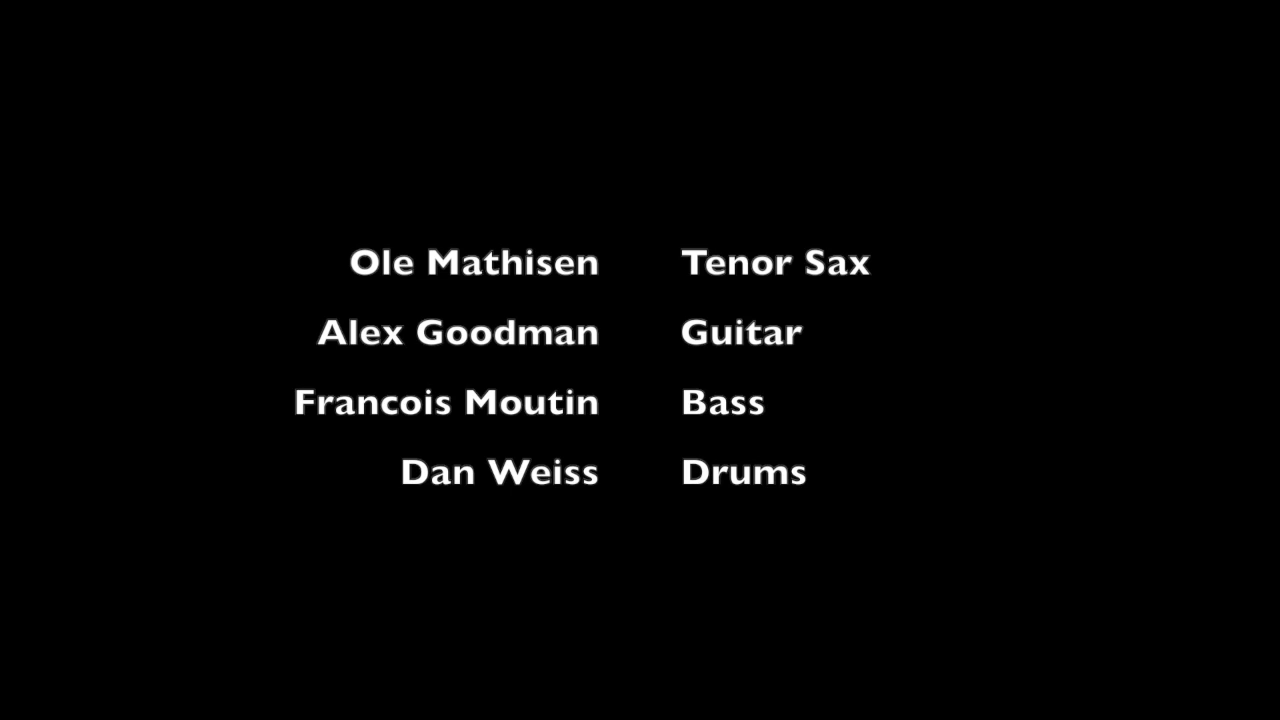 Ole Mathisen Tenor Sax
Alex Goodman Guitar
Francois Moutin Bass
Dan Weiss Drums